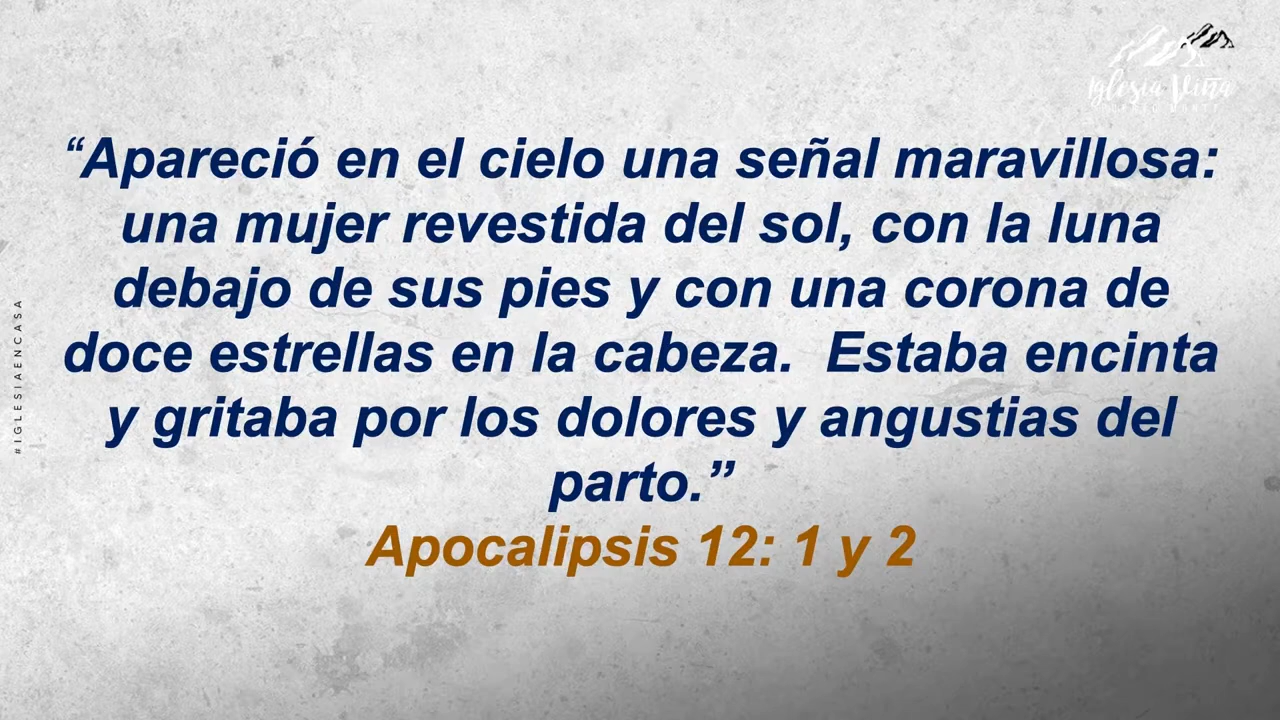 Iglesia Viña
“Apareció en el cielo una señal maravillosa:
una mujer revestida del sol, con la luna
debajo de sus pies y con una corona de
doce estrellas en la cabeza.  Estaba encinta
y gritaba por los dolores y angustias del
parto.”
Apocalipsis 12: 1 y 2
#IGLESIAENCASA